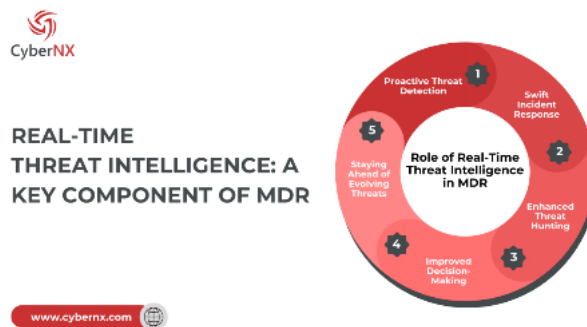 CyberNX
REAL-TIME
THREAT INTELLIGENCE: A
KEY COMPONENT OF MDR
www.cybernx.com
Role of Real-Time
Threat Intelligence
in MDR
1
Proactive Threat
Detection
2
Swift
Incident
Response
3
Enhanced
Threat
Hunting
4
Improved
Decision-
Making
5
Staying
Ahead of
Evolving
Threats